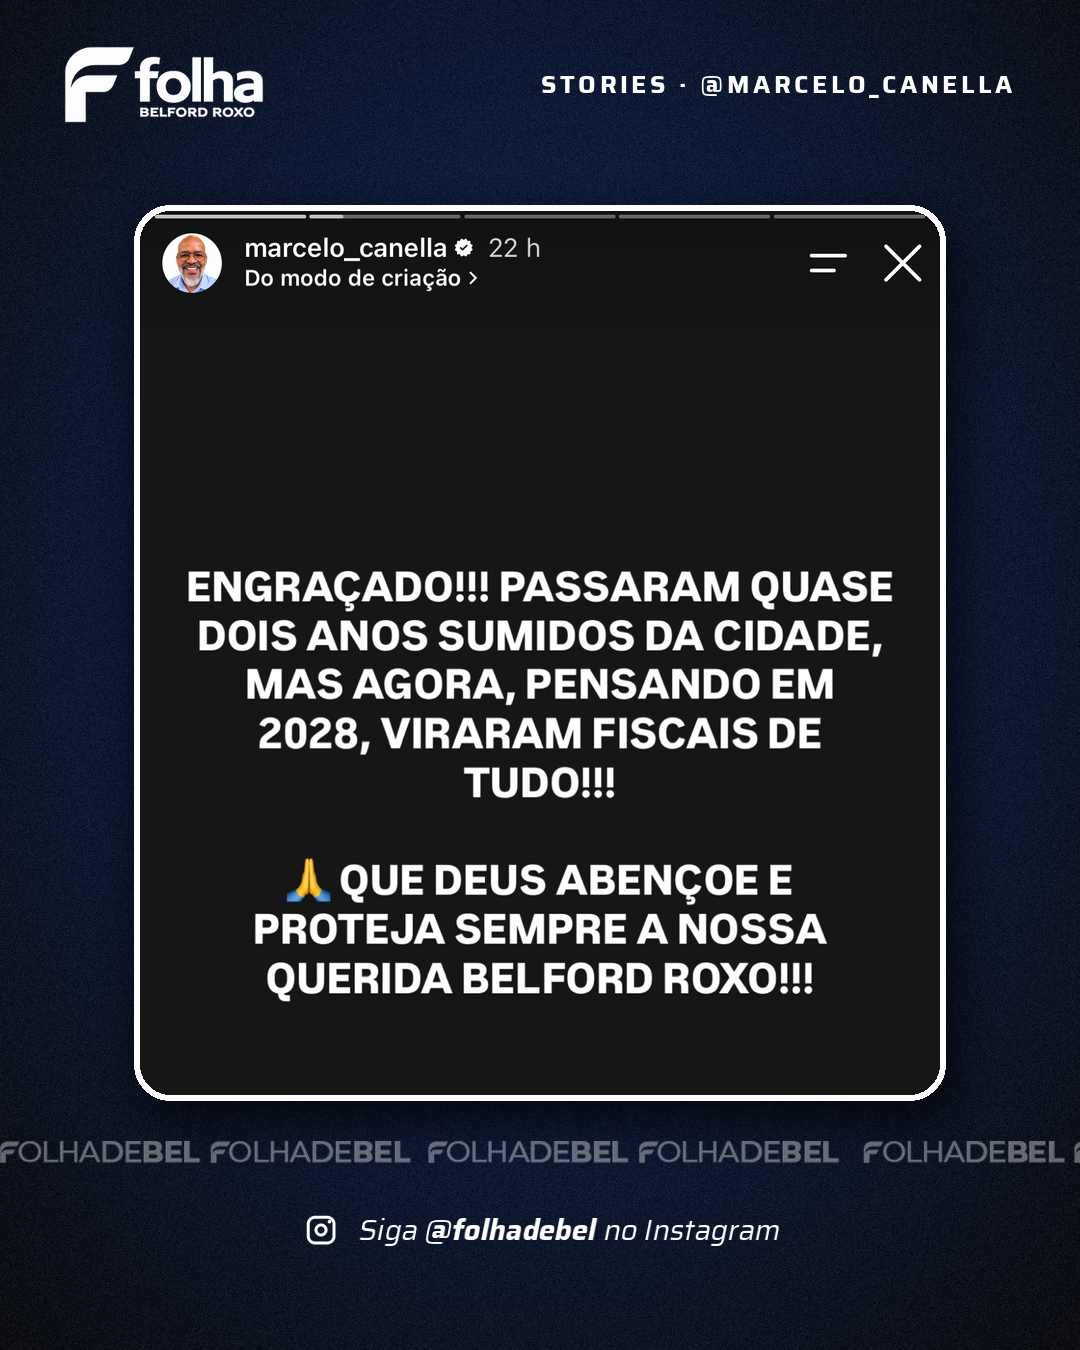 folha
BELFORD ROXO
STORIES · @MARCELO_CANELLA
marcelo_canella 22 h
Do modo de criação >
ENGRAÇADO!!! PASSARAM QUASE
DOIS ANOS SUMIDOS DA CIDADE,
MAS AGORA, PENSANDO EM
2028, VIRARAM FISCAIS DE
TUDO!!!
🙏QUE DEUS ABENÇOE E
PROTEJA SEMPRE A NOSSA
QUERIDA BELFORD ROXO!!!
FOLHADEBEL FOLHADEBEL FOLHADEBEL FOLHADEBEL FOLHADEBEL F
Siga @folhadebel no Instagram